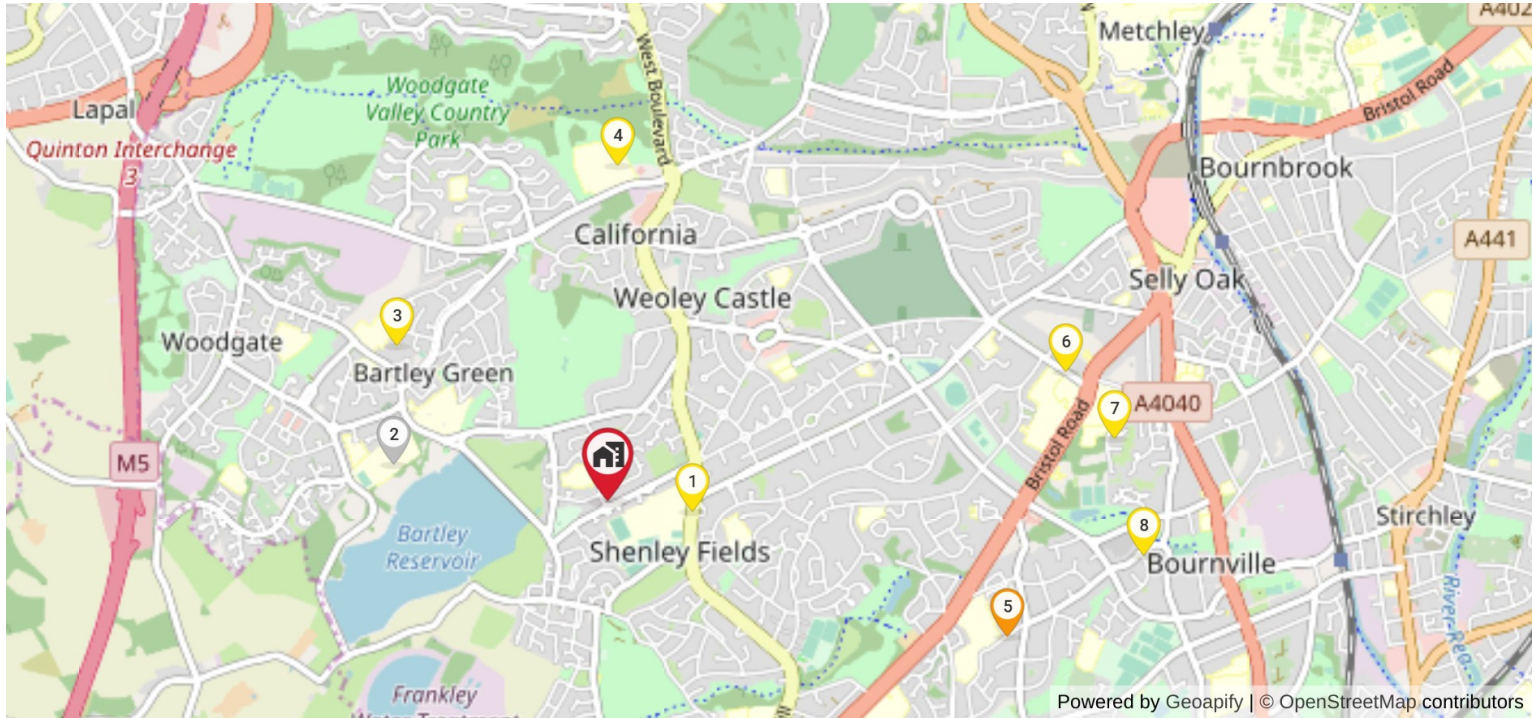 A402
Metchley
West Boulevard
Woodgate
Valley Country
Park
Bristol Road
Lapal
4
Quinton Interchange
3
Bournbrook
California
A441
Selly Oak
Weoley Castle
3
6
Woodgate
Bartley Green
7
A4040
2
Bristol Road
M5
1
Stirchley
8
Bartley
Reservoir
Shenley Fields
Bournville
5
River Rea
Frankley
Water Treatment
Powered by Geoapify | © OpenStreetMap contributors